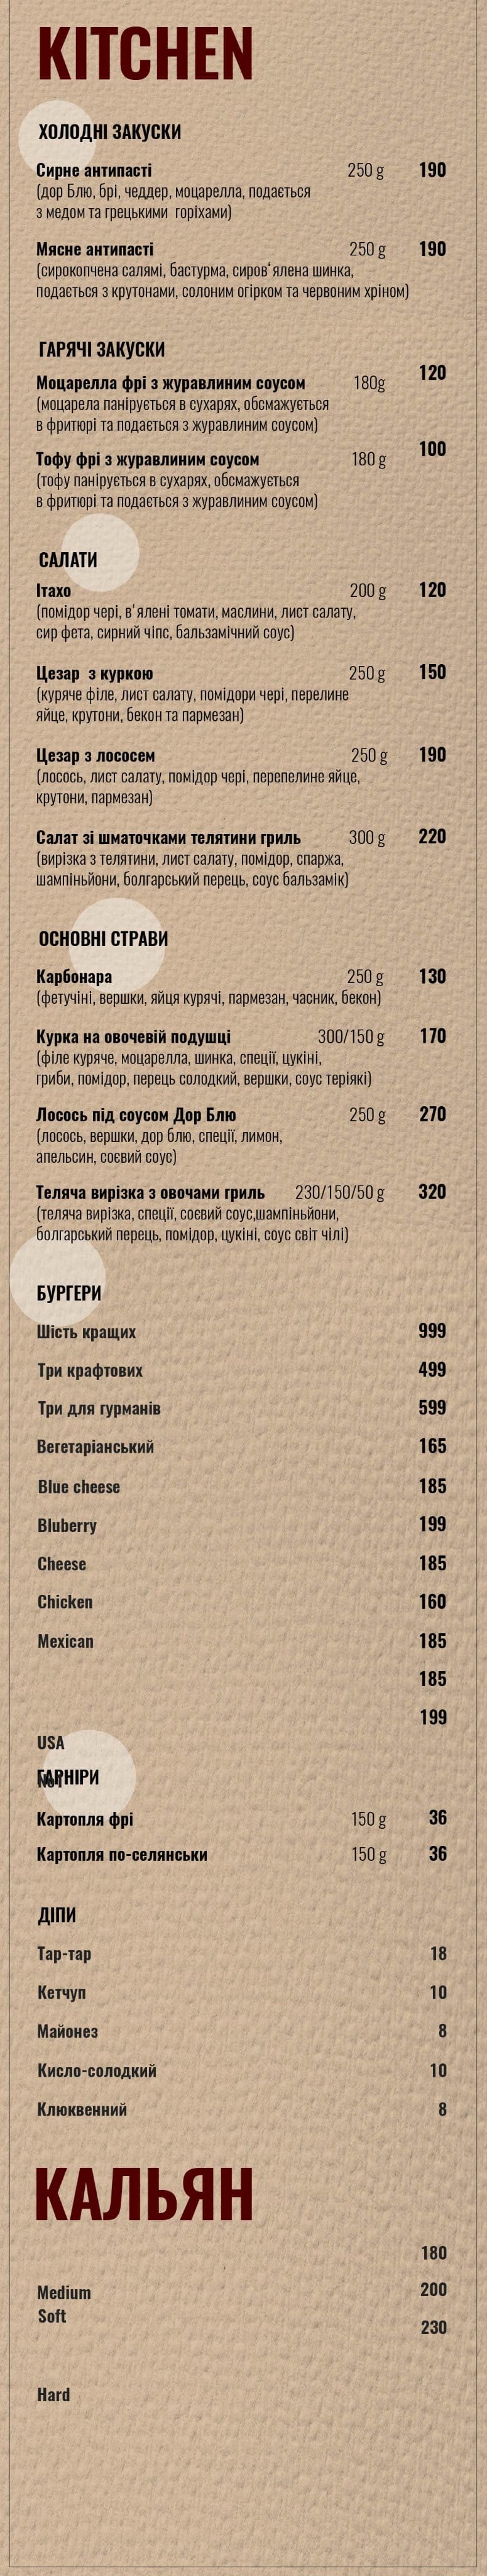 KITCHEN
ХОЛОДНІ ЗАКУСКИ
Сирне антипасті 250 g 190
(дор Блю, брі, чеддер, моцарелла, подається
з медом та грецькими горіхами)
Мясне антипасті 250 g 190
(сирокопчена салямі, бастурма, сиров'ялена шинка,
подається з крутонами, солоним огірком та червоним хріном)
ГАРЯЧІ ЗАКУСКИ
Моцарелла фрі з журавлиним соусом 180g 120
(моцарела панірується в сухарях, обсмажується
в фритюрі та подається з журавлиним соусом)
Тофу фрі з журавлиним соусом 180 g 100
(тофу панірується в сухарях, обсмажується
в фритюрі та подається з журавлиним соусом)
САЛАТИ
Ітахо 200 g 120
(помідор чері, в'ялені томати, маслини, лист салату,
сир фета, сирний чіпс, бальзамічний соус)
Цезар з куркою 250 g 150
(куряче філе, лист салату, помідори чері, перелине
яйце, крутони, бекон та пармезан)
Цезар з лососем 250 g 190
(лосось, лист салату, помідор чері, перепелине яйце,
крутони, пармезан)
Салат зі шматочками телятини гриль 300 g 220
(вирізка з телятини, лист салату, помідор, спаржа,
шампіньйони, болгарський перець, соус бальзамік)
ОСНОВНІ СТРАВИ
Карбонара 250 g 130
(фетучіні, вершки, яйця курячі, пармезан, часник, бекон)
Курка на овочевій подушці 300/150 g 170
(філе куряче, моцарелла, шинка, спеції, цукіні,
гриби, помідор, перець солодкий, вершки, соус теріякі)
Лосось під соусом Дор Блю 250 g 270
(лосось, вершки, дор блю, спеції, лимон,
апельсин, соєвий соус)
Теляча вирізка з овочами гриль 230/150/50 g 320
(теляча вирізка, спеції, соєвий соус,шампіньйони,
болгарський перець, помідор, цукіні, соус світ чілі)
БУРГЕРИ
Шість кращих 999
Три крафтових 499
Три для гурманів 599
Вегетаріанський 165
Blue cheese 185
Bluberry 199
Cheese 185
Chicken 160
Mexican 185
185
199
USA
ГАРНІРИ
Картопля фрі 150 g 36
Картопля по-селянськи 150 g 36
ДІПИ
Тар-тар 18
Кетчуп 10
Майонез 8
Кисло-солодкий 10
Клюквенний 8
КАЛЬЯН
180
Medium 200
Soft
230
Hard